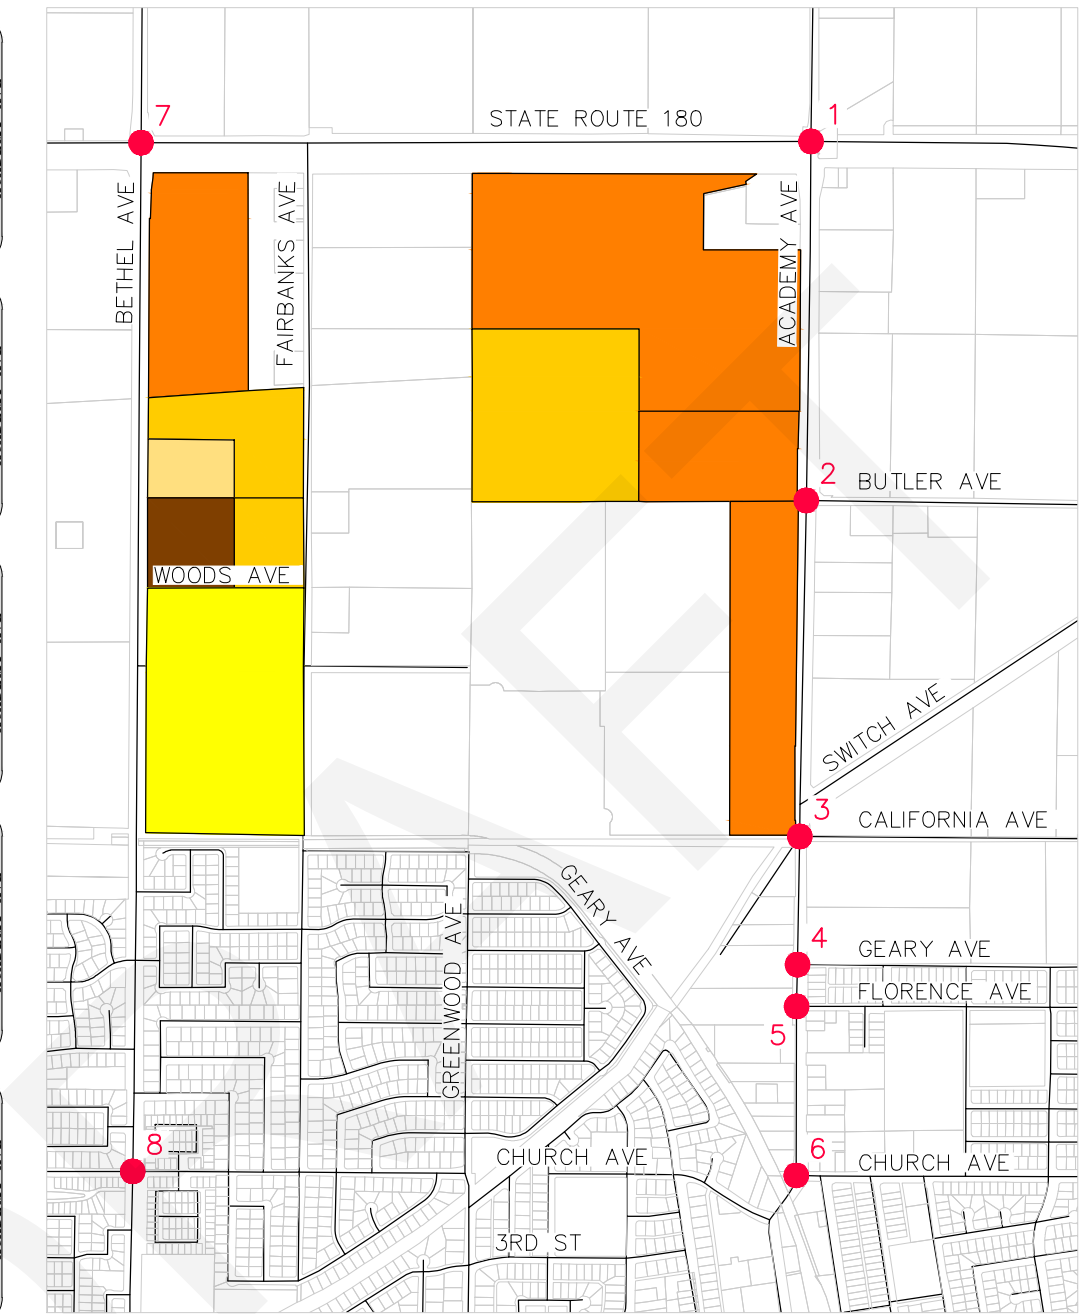 7
1
STATE ROUTE 180
BETHEL AVE
FAIRBANKS AVE
ACADEMY AVE
2
BUTLER AVE
WOODS AVE
SWITCH AVE
3
CALIFORNIA AVE
GEARY AVE
GREENWOOD AVE
4
GEARY AVE
FLORENCE AVE
5
8
CHURCH AVE
6
CHURCH AVE
3RD ST
DRAFT